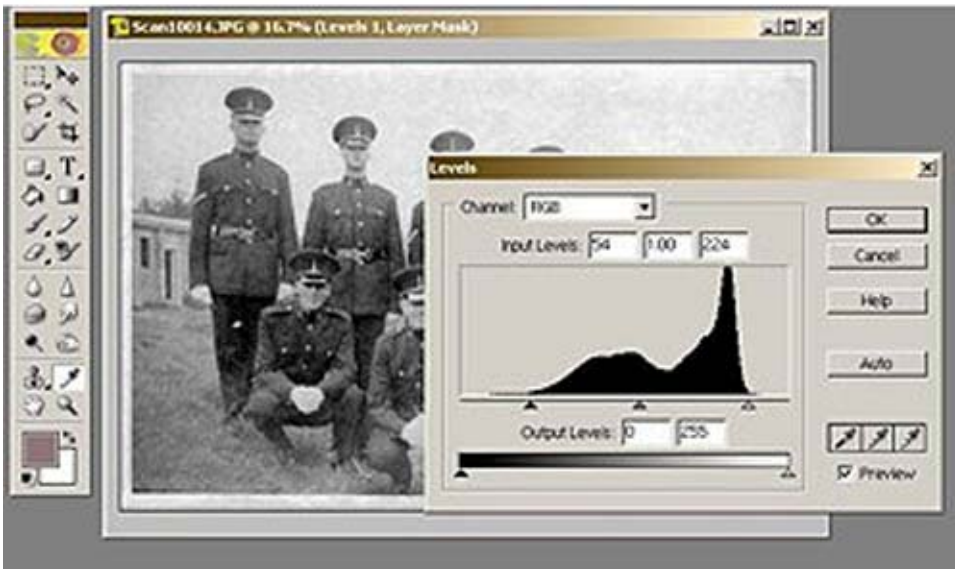 Scan10014.JPG @ 16.7% (Levels 1, Layer Mask)
T
Levels
Channel: RGB
OK
Input Levels: 54 1.00 224
Cancel
Help
Auto
Output Levels: 0 255
Preview